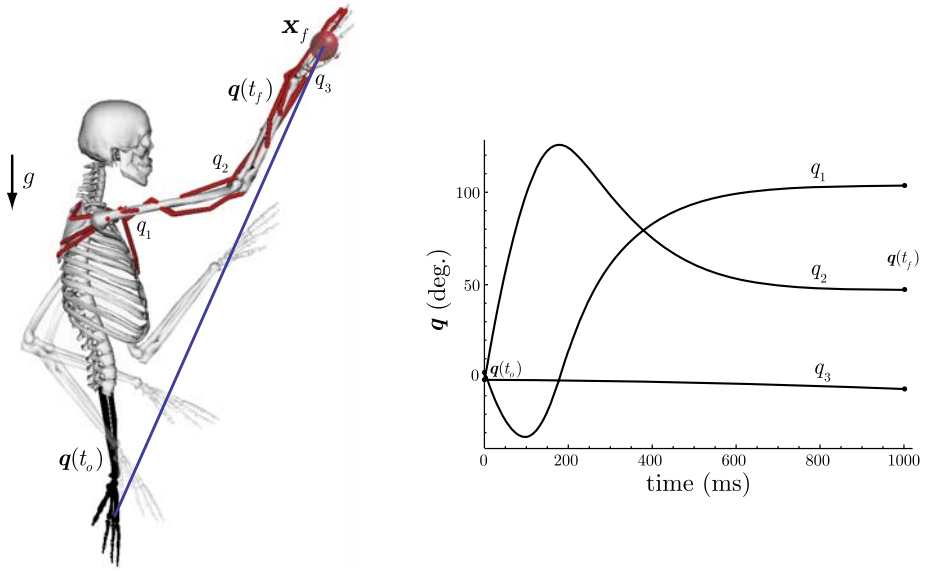 x_f
q(t_f)
q_3
q_2
g
q_1
q(t_o)
q (deg.)
100
50
0
q_1
q(t_f)
q_2
q(t_o)
q_3
0 200 400 600 800 1000
time (ms)